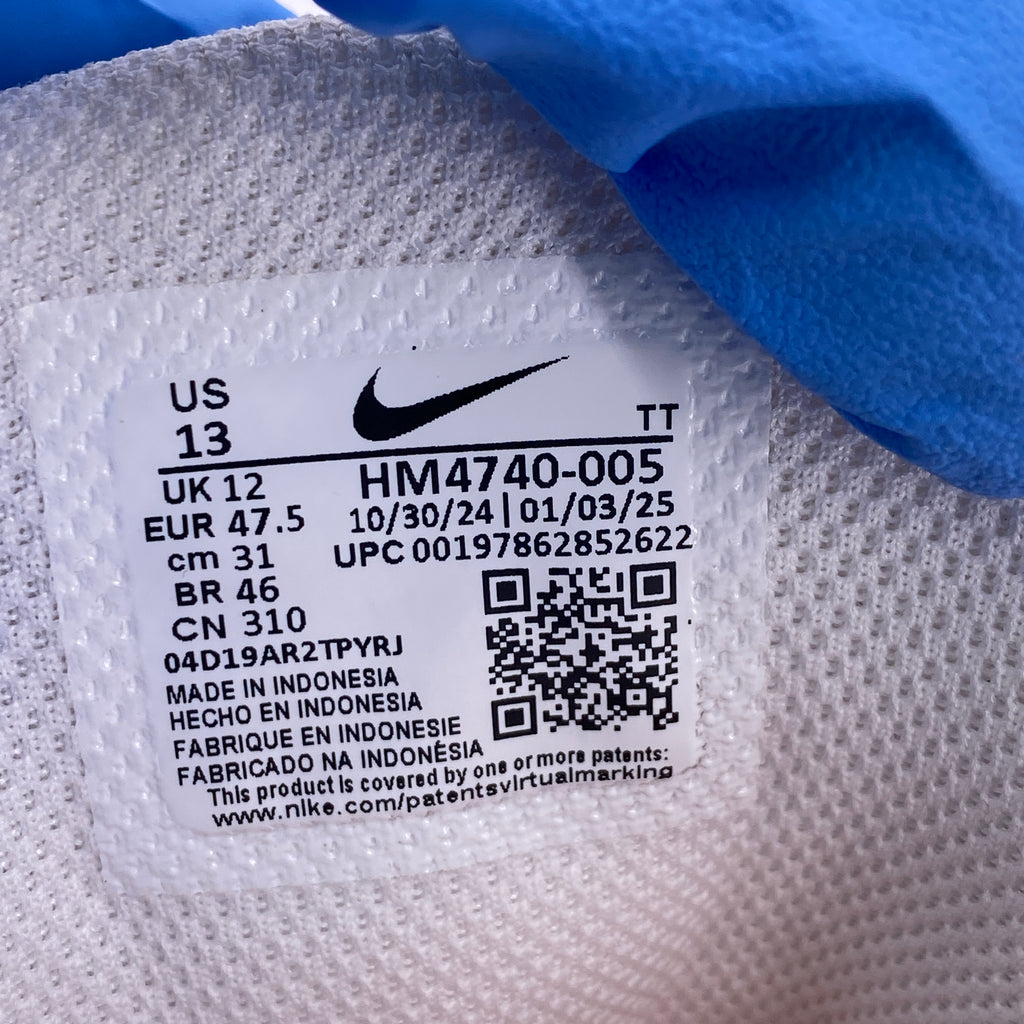 US
13
TT
UK 12
EUR 47.5
cm 31
BR 46
CN 310
HM4740-005
10/30/24 | 01/03/25
UPC 00197862852622
04D19AR2TPYRJ
MADE IN INDONESIA
HECHO EN INDONESIA
FABRIQUE EN INDONESIE
FABRICADO NA INDONÉSIA
This product is covered by one or more patents:
www.nike.com/patentsvirtualmarking